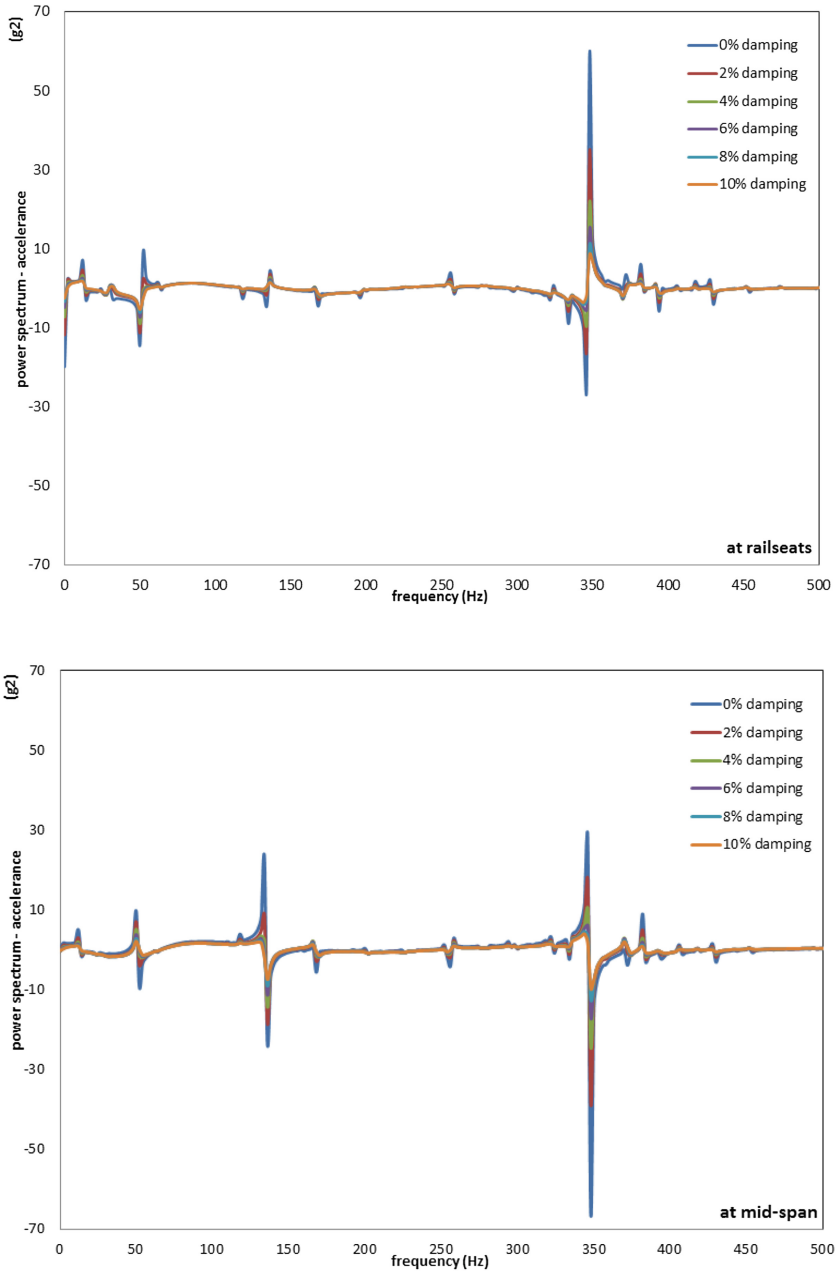 (g2)
power spectrum - accelerance
70
50
30
10
-10
-30
-50
-70
0% damping
2% damping
4% damping
6% damping
8% damping
10% damping
at railseats
0 50 100 150 200 250 300 350 400 450 500
frequency (Hz)
(g2)
power spectrum - accelerance
70
50
30
10
-10
-30
-50
-70
0% damping
2% damping
4% damping
6% damping
8% damping
10% damping
at mid-span
0 50 100 150 200 250 300 350 400 450 500
frequency (Hz)